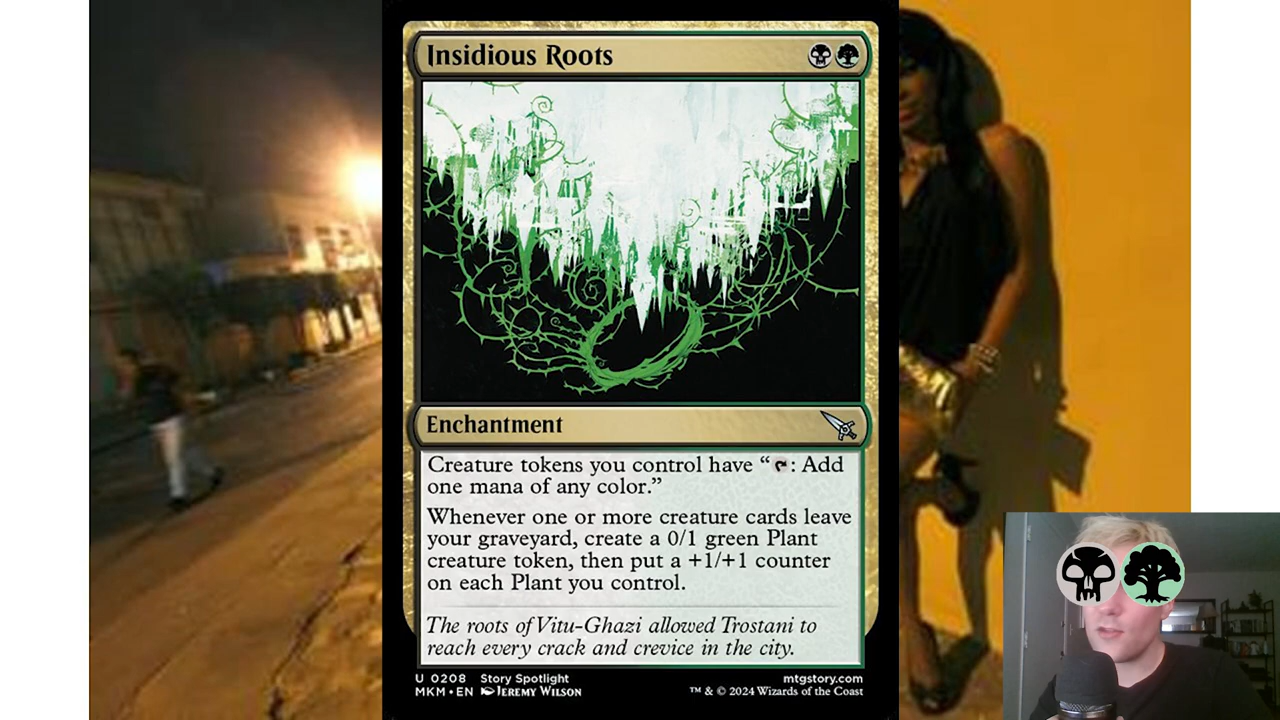 Insidious Roots
Enchantment
Creature tokens you control have “: Add
one mana of any color.”
Whenever one or more creature cards leave
your graveyard, create a 0/1 green Plant
creature token, then put a +1/+1 counter
on each Plant you control.
The roots of Vitu-Ghazi allowed Trostani to
reach every crack and crevice in the city.
U 0208 Story Spotlight mtgstory.com
MKM • EN Jeremy Wilson ™ & © 2024 Wizards of the Coast